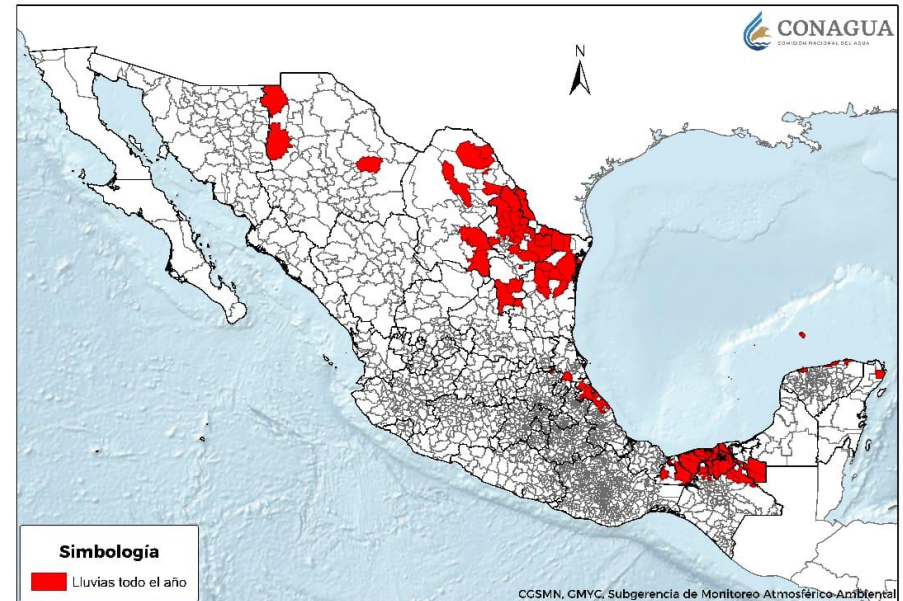 CONAGUA
COMISIÓN NACIONAL DEL AGUA
N
Simbología
Lluvias todo el año
CGSMN, GMYC, Subgerencia de Monitoreo Atmosférico Ambiental